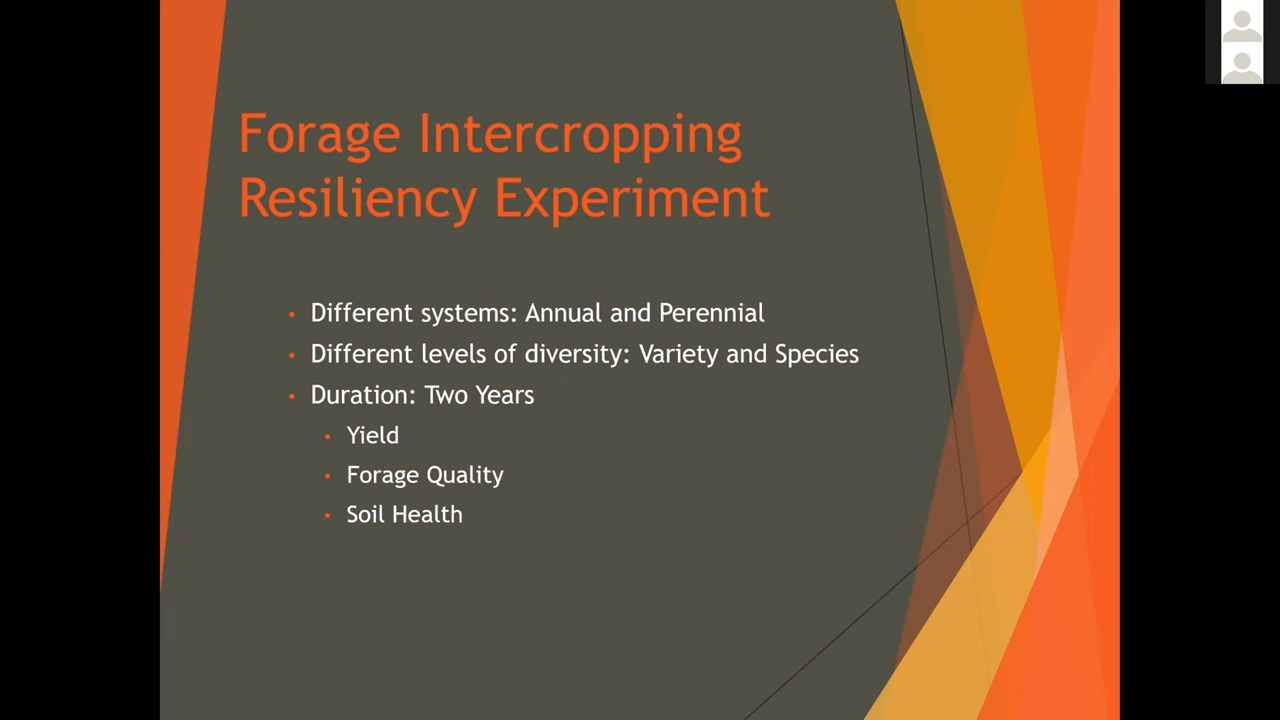 Forage Intercropping
Resiliency Experiment
• Different systems: Annual and Perennial
• Different levels of diversity: Variety and Species
• Duration: Two Years
• Yield
• Forage Quality
• Soil Health